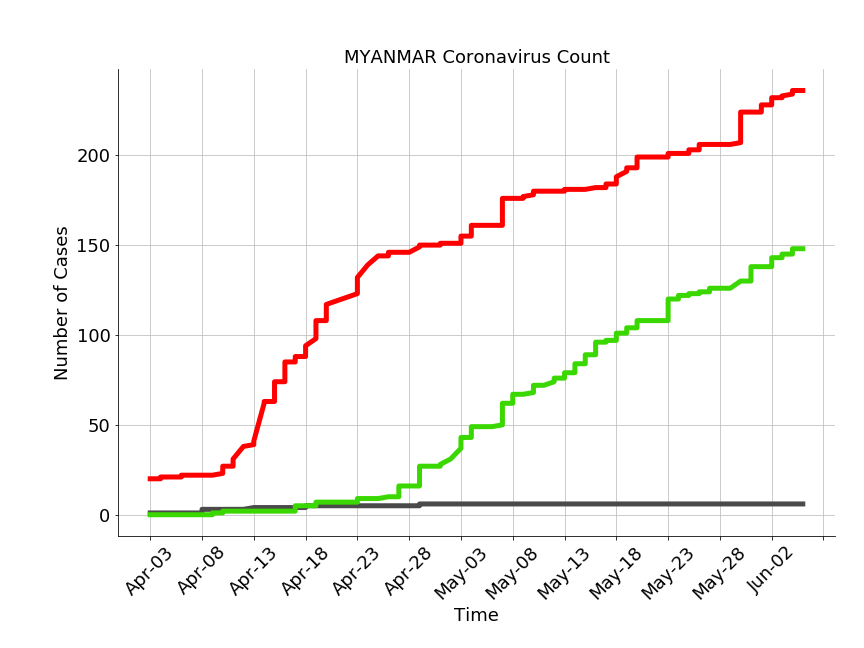 MYANMAR Coronavirus Count
Number of Cases
200
150
100
50
0
Apr-03
Apr-08
Apr-13
Apr-18
Apr-23
Apr-28
May-03
May-08
May-13
May-18
May-23
May-28
Jun-02
Time